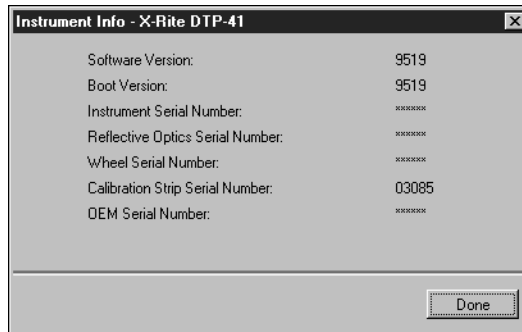 Instrument Info - X-Rite DTP-41
Software Version: 9519
Boot Version: 9519
Instrument Serial Number: ******
Reflective Optics Serial Number: ******
Wheel Serial Number: ******
Calibration Strip Serial Number: 03085
OEM Serial Number: ******
Done